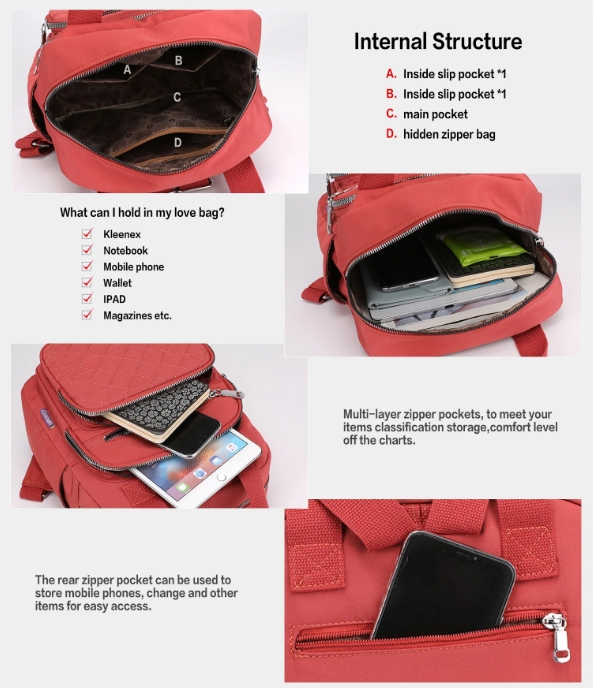 Internal Structure
A. Inside slip pocket *1
B. Inside slip pocket *1
C. main pocket
D. hidden zipper bag
A
B
C
D
What can I hold in my love bag?
Kleenex
Notebook
Mobile phone
Wallet
IPAD
Magazines etc.
Multi-layer zipper pockets, to meet your
items classification storage,comfort level
off the charts.
The rear zipper pocket can be used to
store mobile phones, change and other
items for easy access.